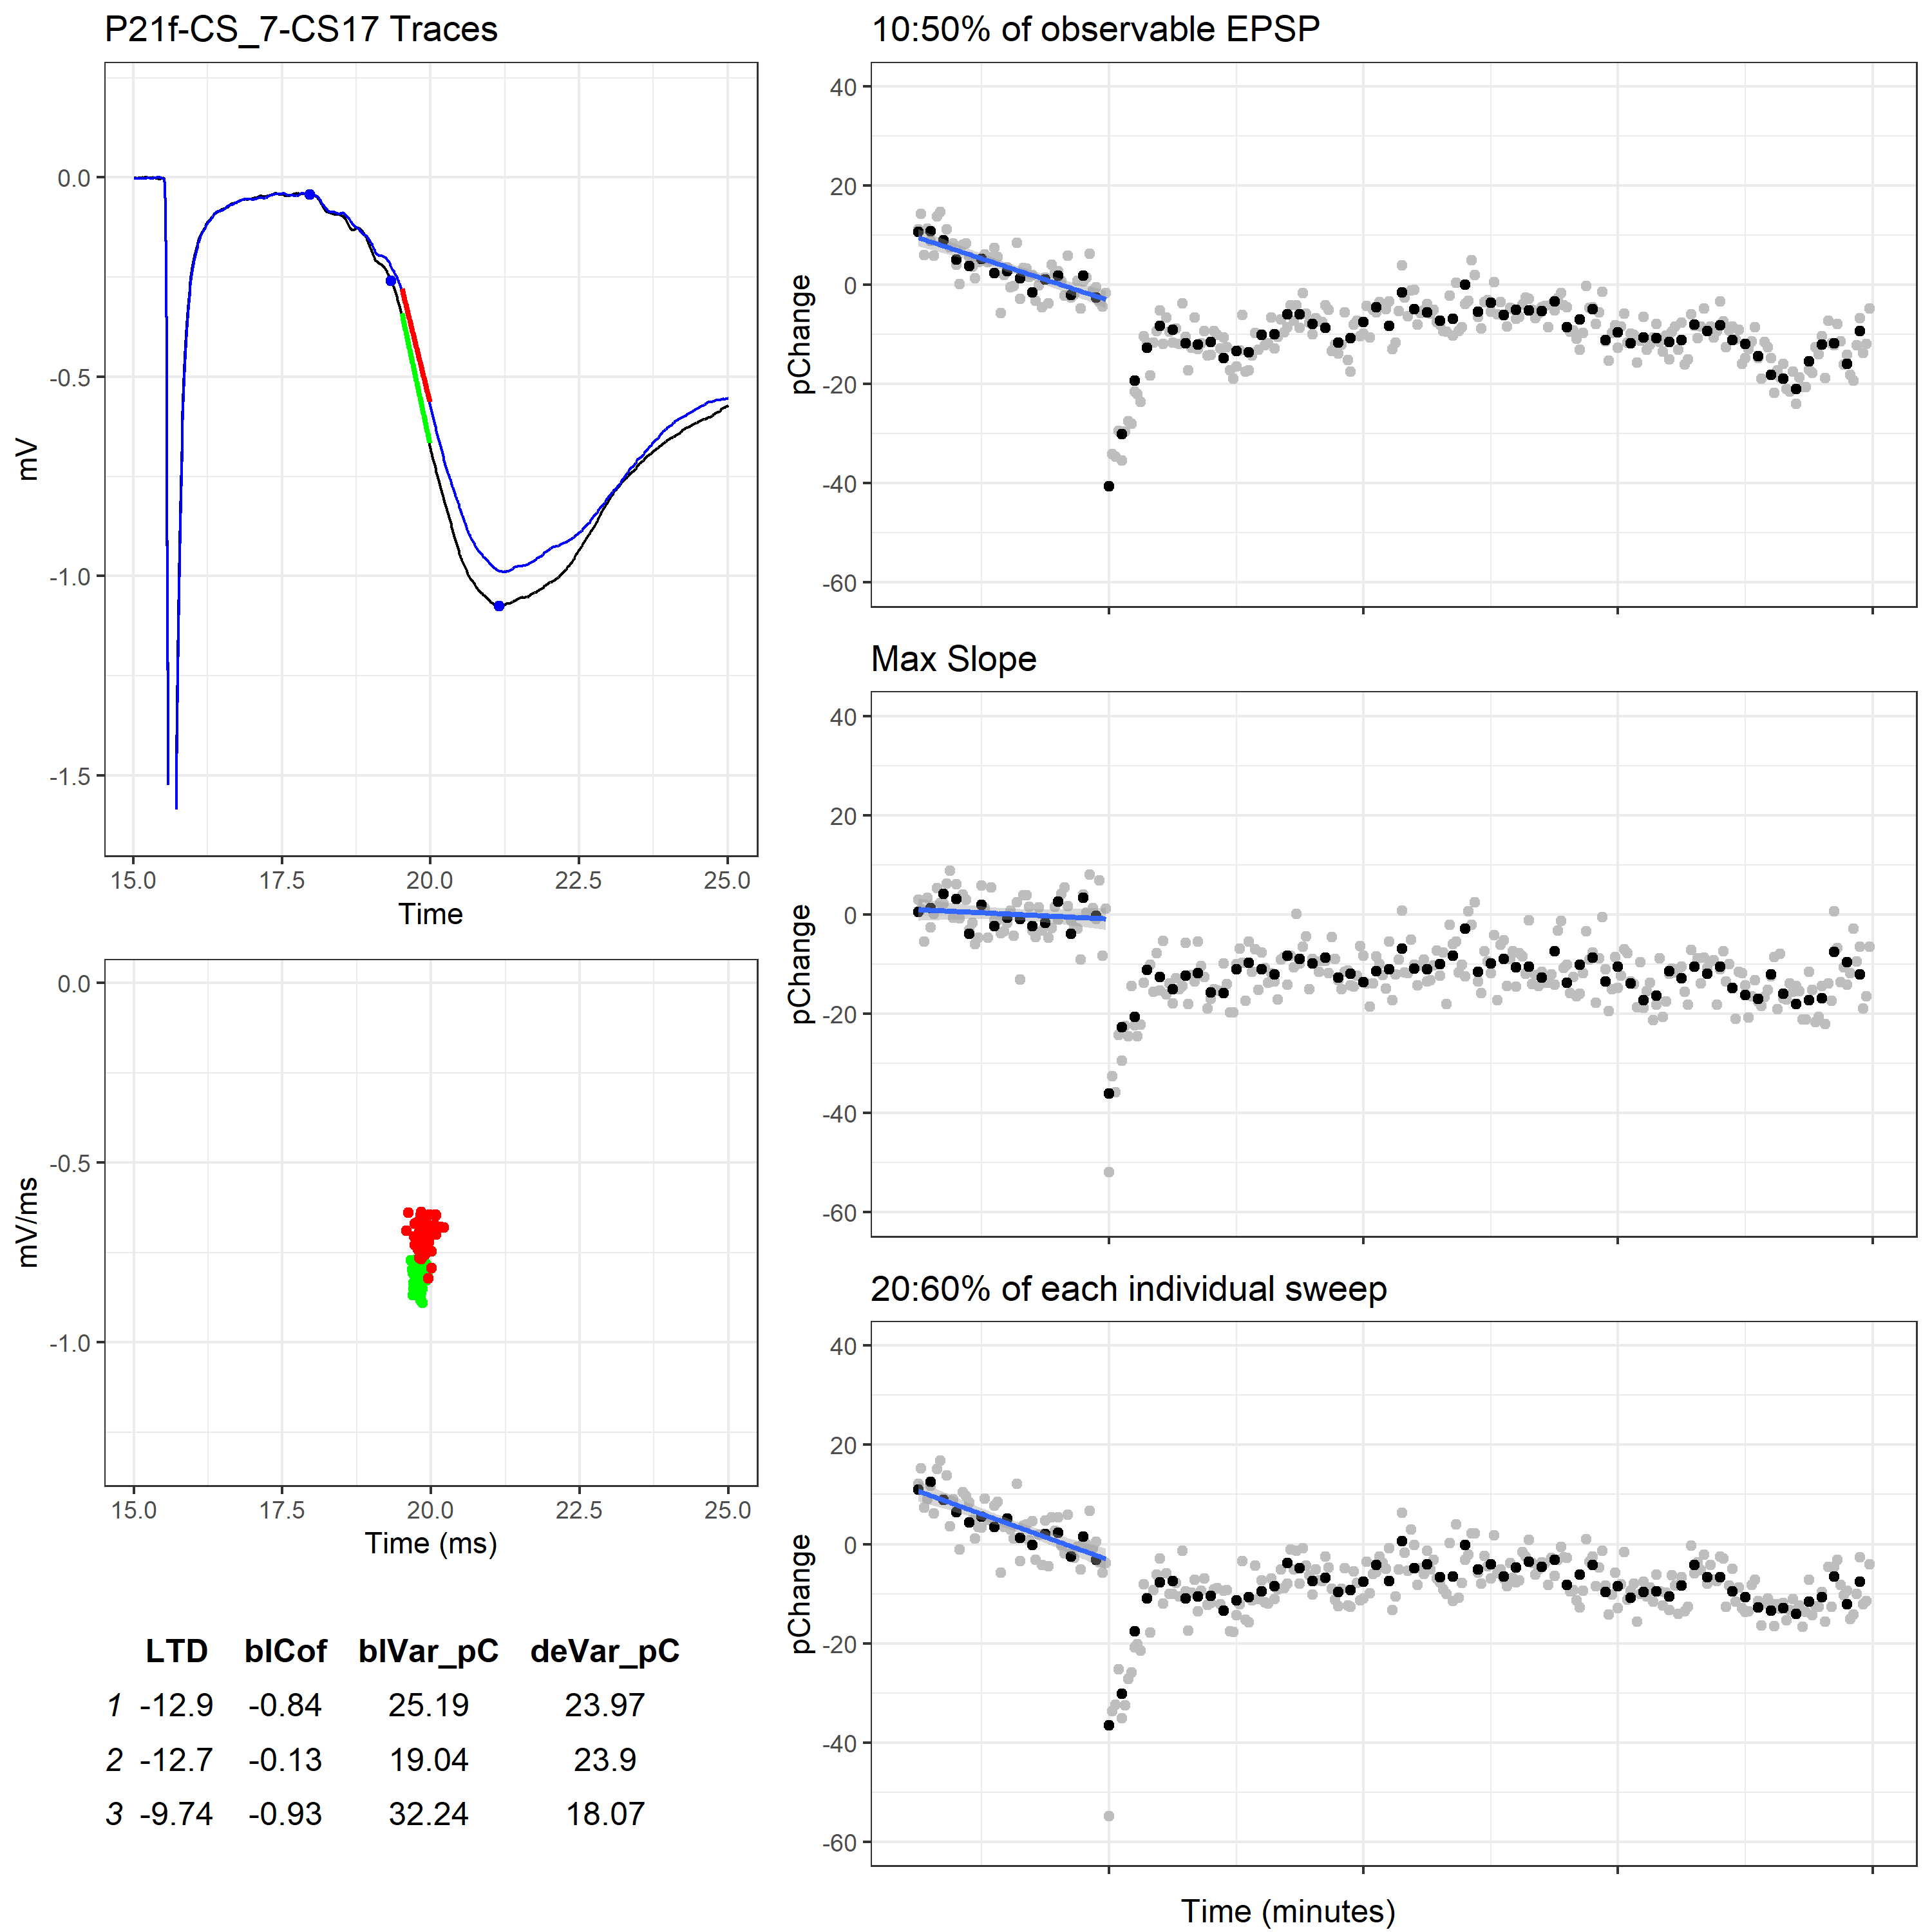 P21f-CS_7-CS17 Traces
0.0
-0.5
-1.0
-1.5
mV
15.0 17.5 20.0 22.5 25.0
Time
0.0
-0.5
-1.0
mV/ms
15.0 17.5 20.0 22.5 25.0
Time (ms)
LTD blCof blVar_pC deVar_pC
1 -12.9 -0.84 25.19 23.97
2 -12.7 -0.13 19.04 23.9
3 -9.74 -0.93 32.24 18.07
10:50% of observable EPSP
40
20
0
-20
-40
-60
pChange
Max Slope
40
20
0
-20
-40
-60
pChange
20:60% of each individual sweep
40
20
0
-20
-40
-60
pChange
Time (minutes)